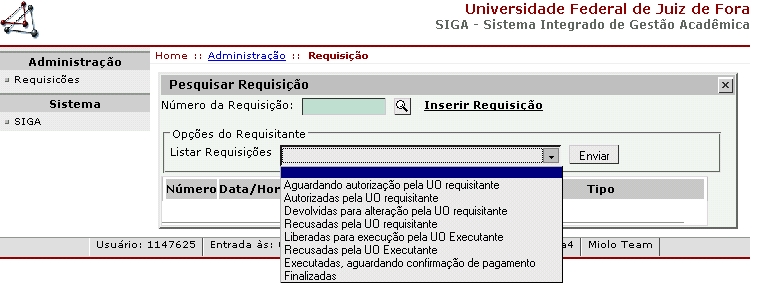 Universidade Federal de Juiz de Fora
SIGA - Sistema Integrado de Gestão Acadêmica
Administração
Requisições
Sistema
SIGA
Home :: Administração :: Requisição
Pesquisar Requisição
Número da Requisição: Inserir Requisição
Opções do Requisitante
Listar Requisições Enviar
Aguardando autorização pela UO requisitante
Autorizadas pela UO requisitante
Devolvidas para alteração pela UO requisitante
Recusadas pela UO requisitante
Liberadas para execução pela UO Executante
Recusadas pela UO Executante
Executadas, aguardando confirmação de pagamento
Finalizadas
Número Data/Hor Tipo
Usuário: 1147625 Entrada às: a4 Miolo Team